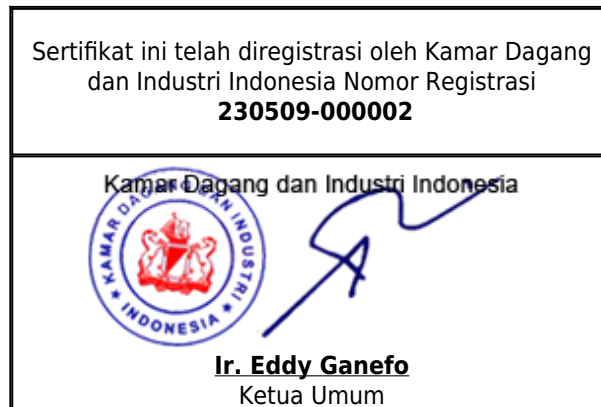 Sertifikat ini telah diregistrasi oleh Kamar Dagang
dan Industri Indonesia Nomor Registrasi
230509-000002
Kamar Dagang dan Industri Indonesia
KAMAR DAGANG DAN INDUSTRI
INDONESIA
Ir. Eddy Ganefo
Ketua Umum